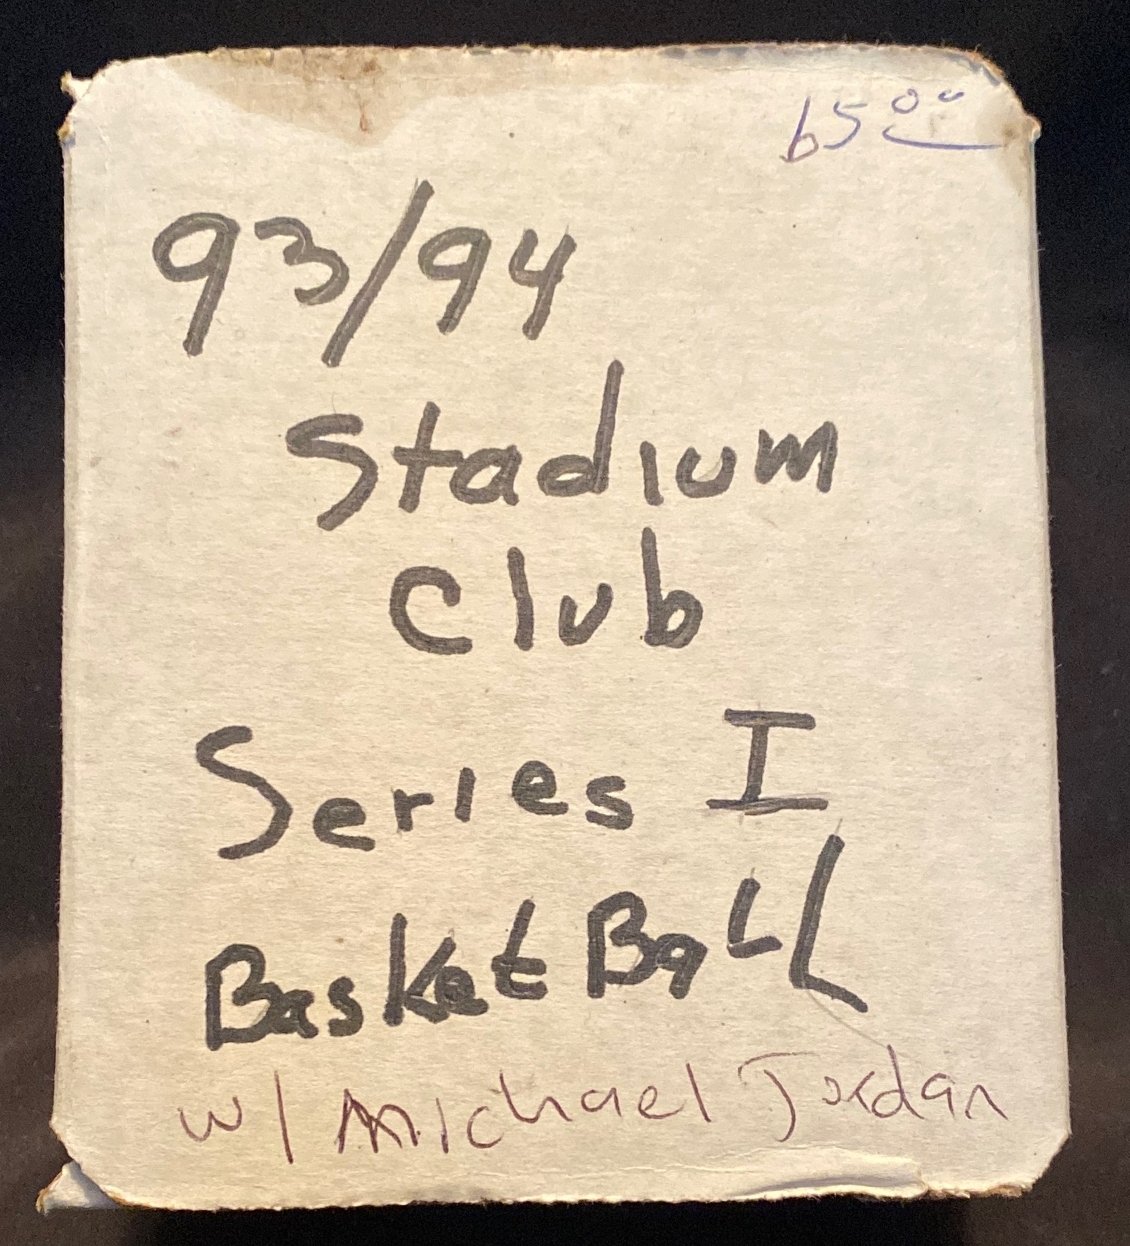 65⁰⁰
93/94
Stadium
Club
Series I
BasketBall
w/ Michael Jordan